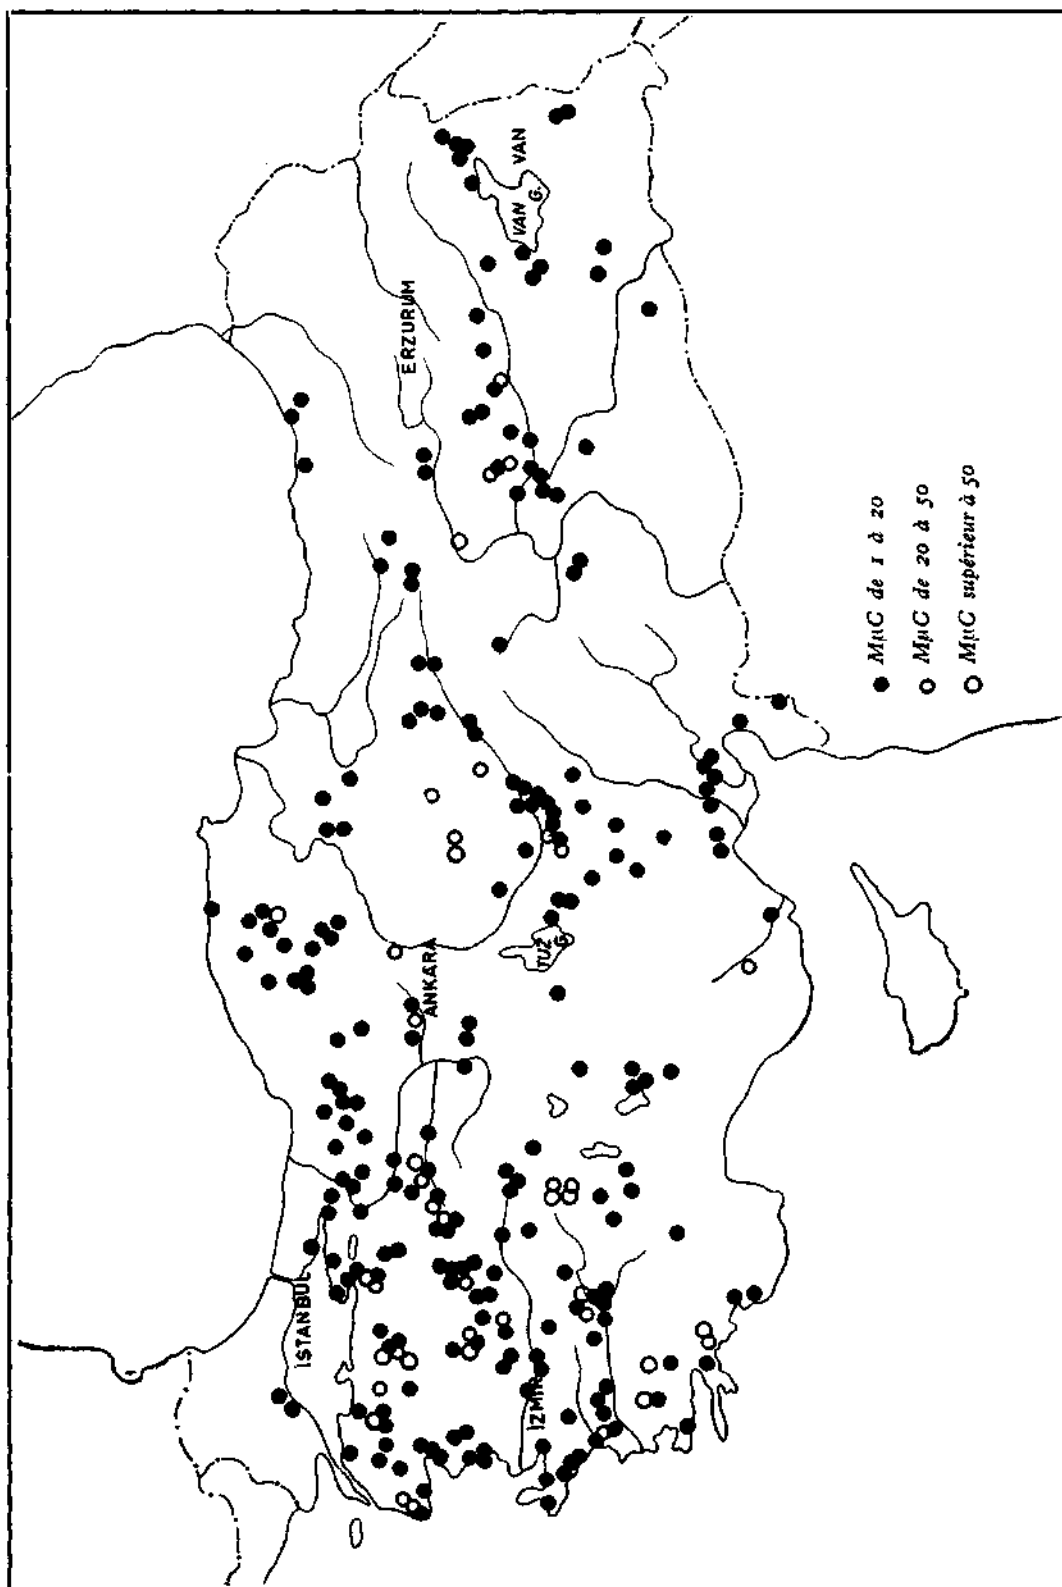 ISTANBUL
ANKARA
ERZURUM
IZMIR
TUZ
G.
VAN
G.
VAN
MµC de 1 à 20
MµC de 20 à 50
MµC supérieur à 50